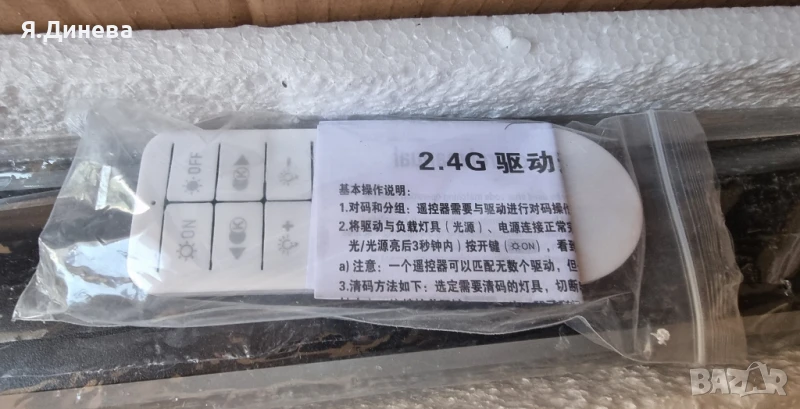 Я.Динева
OFF
ON
-
+
2.4G 驱动
基本操作说明：
1.对码和分组：遥控器需要与驱动进行对码操作
2.将驱动与负载灯具（光源）、电源连接正常
光/光源亮后3秒钟内）按开键（ON），看到
a）注意：一个遥控器可以匹配无数个驱动，但
3.清码方法如下：选定需要清码的灯具，切断
BAZAR